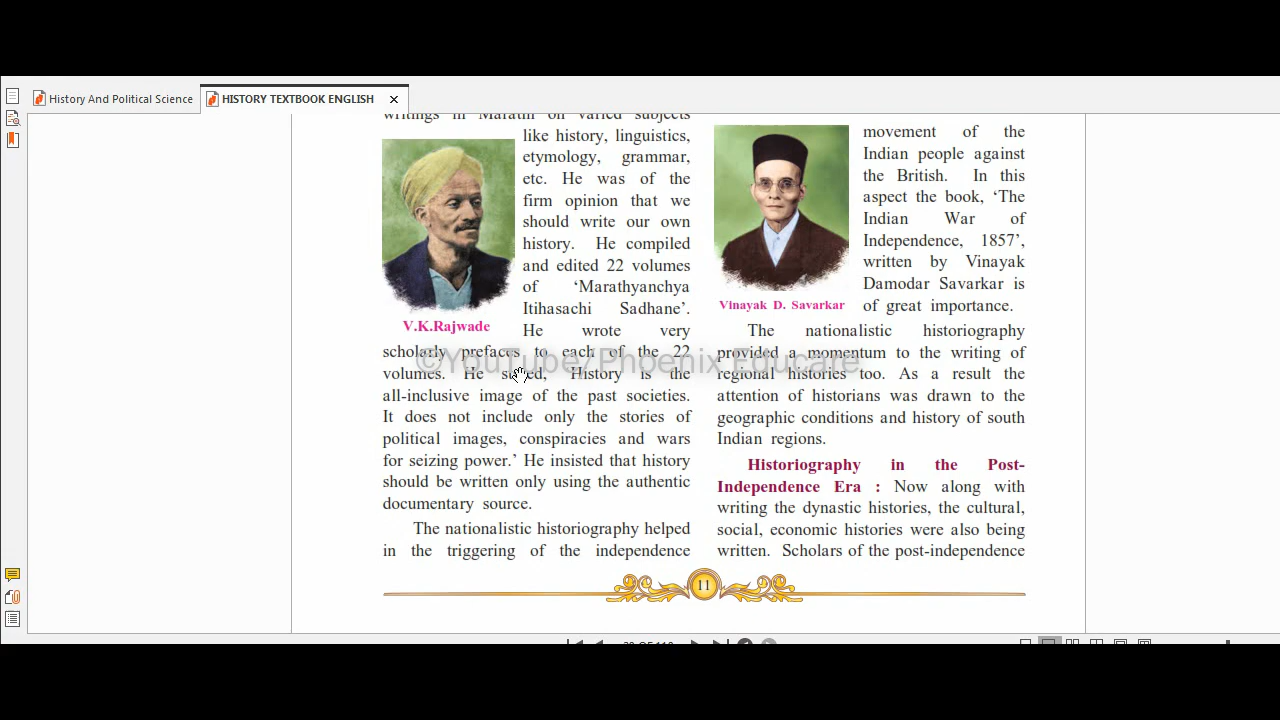 History And Political Science
HISTORY TEXTBOOK ENGLISH
writings in Marathi on varied subjects
like history, linguistics,
etymology, grammar,
etc. He was of the
firm opinion that we
should write our own
history. He compiled
and edited 22 volumes
of ‘Marathyanchya
Itihasachi Sadhane’.
He wrote very
V.K.Rajwade
scholarly prefaces to each of the 22
volumes. He stated, History is the
all-inclusive image of the past societies.
It does not include only the stories of
political images, conspiracies and wars
for seizing power.’ He insisted that history
should be written only using the authentic
documentary source.
The nationalistic historiography helped
in the triggering of the independence
movement of the
Indian people against
the British. In this
aspect the book, ‘The
Indian War of
Independence, 1857’,
written by Vinayak
Damodar Savarkar is
of great importance.
Vinayak D. Savarkar
The nationalistic historiography
provided a momentum to the writing of
regional histories too. As a result the
attention of historians was drawn to the
geographic conditions and history of south
Indian regions.
Historiography in the Post-
Independence Era : Now along with
writing the dynastic histories, the cultural,
social, economic histories were also being
written. Scholars of the post-independence
11
©YouTube/Phoenix Educare